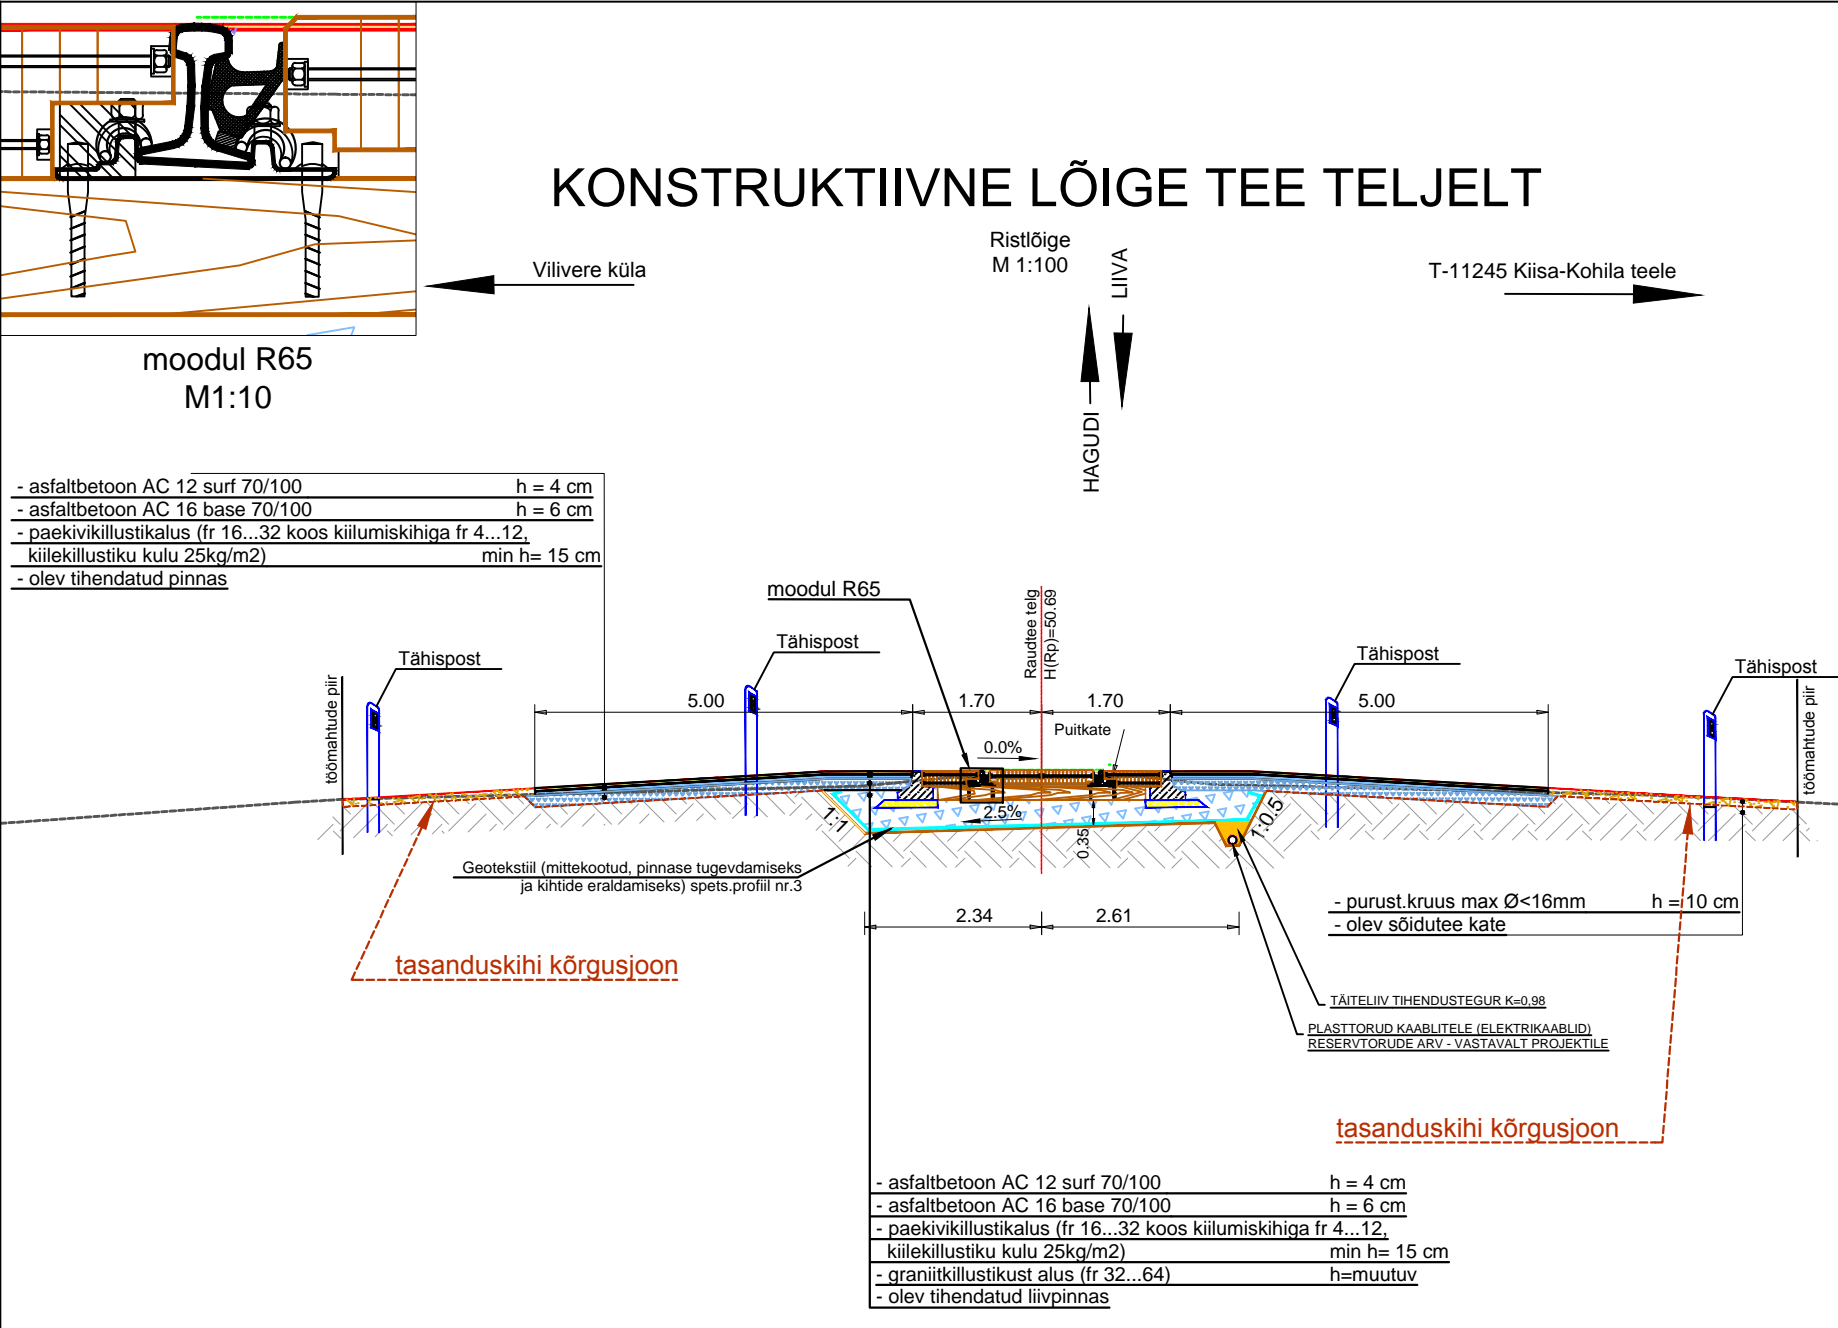 KONSTRUKTIIVNE LÕIGE TEE TELJELT
Ristlõige
M 1:100
Vilivere küla
T-11245 Kiisa-Kohila teele
LIIVA
HAGUDI
moodul R65
M1:10
- asfaltbetoon AC 12 surf 70/100 h = 4 cm
- asfaltbetoon AC 16 base 70/100 h = 6 cm
- paekivikillustikalus (fr 16...32 koos kiilumiskihiga fr 4...12,
kiilekillustiku kulu 25kg/m2) min h= 15 cm
- olev tihendatud pinnas
moodul R65
Raudtee telg
H(Rp)=50.69
Tähispost
Tähispost
Tähispost
Tähispost
töömahtude piir
töömahtude piir
5.00
1.70
1.70
5.00
Puitkate
0.0%
2.5%
1:1
1:0.5
0.35
Geotekstiil (mittekootud, pinnase tugevdamiseks
ja kihtide eraldamiseks) spets.profiil nr.3
2.34
2.61
- purust.kruus max Ø<16mm h = 10 cm
- olev sõidutee kate
tasanduskihi kõrgusjoon
TÄITELIIV TIHENDUSTEGUR K=0,98
PLASTTORUD KAABLITELE (ELEKTRIKAABLID)
RESERVTORUDE ARV - VASTAVALT PROJEKTILE
tasanduskihi kõrgusjoon
- asfaltbetoon AC 12 surf 70/100 h = 4 cm
- asfaltbetoon AC 16 base 70/100 h = 6 cm
- paekivikillustikalus (fr 16...32 koos kiilumiskihiga fr 4...12,
kiilekillustiku kulu 25kg/m2) min h= 15 cm
- graniitkillustikust alus (fr 32...64) h=muutuv
- olev tihendatud liivpinnas